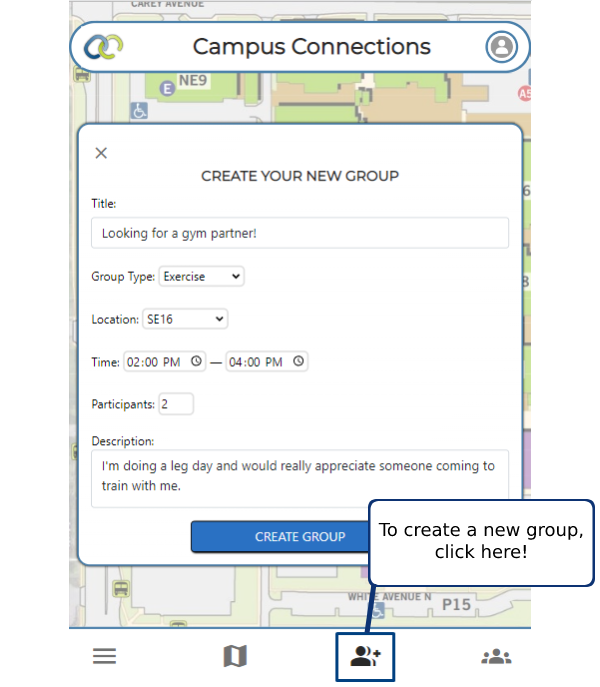 CAREY AVENUE
Campus Connections
E NE9
CREATE YOUR NEW GROUP
Title:
Looking for a gym partner!
Group Type: Exercise
Location: SE16
Time: 02:00 PM — 04:00 PM
Participants: 2
Description:
I'm doing a leg day and would really appreciate someone coming to
train with me.
CREATE GROUP
To create a new group,
click here!
WHITE AVENUE N
P15